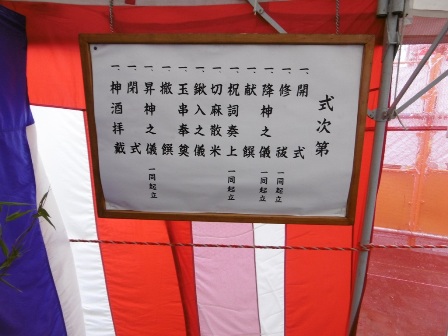 式次第
一、開式
一、修祓 一同起立
一、降神之儀 一同起立
一、献饌
一、祝詞奏上 一同起立
一、切麻散米
一、鍬入之儀
一、玉串奉奠
一、撤饌
一、昇神之儀 一同起立
一、閉式
一、神酒拝戴